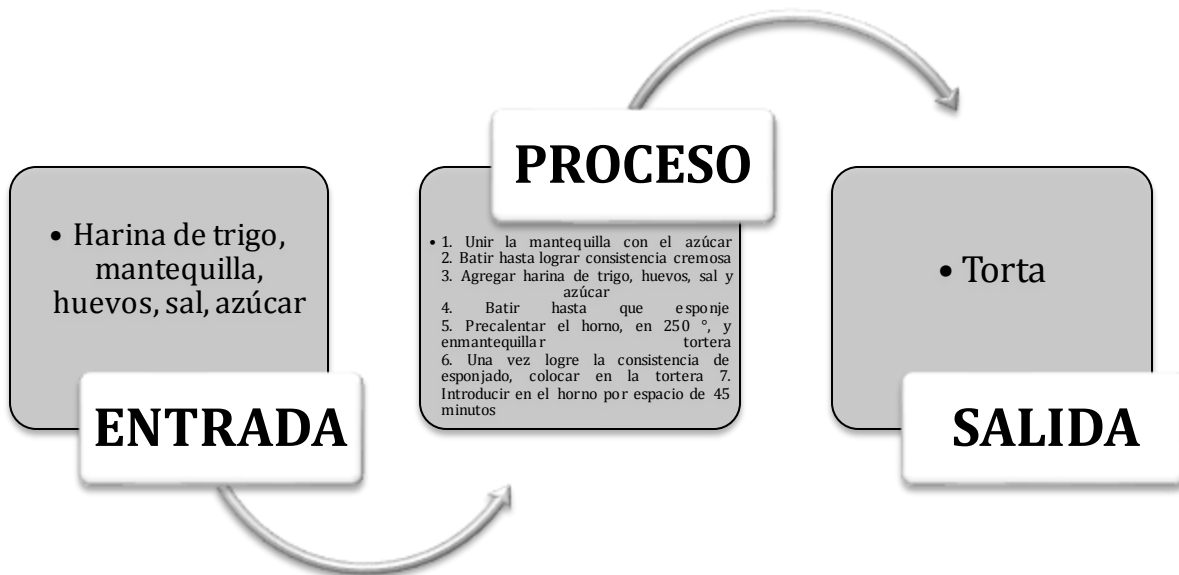 • Harina de trigo,
mantequilla,
huevos, sal, azúcar
ENTRADA
PROCESO
• 1. Unir la mantequilla con el azúcar
2. Batir hasta lograr consistencia cremosa
3. Agregar harina de trigo, huevos, sal y
azúcar
4. Batir hasta que esponje
5. Precalentar el horno, en 250 °, y
enmantequillar tortera
6. Una vez logre la consistencia de
esponjado, colocar en la tortera 7.
Introducir en el horno por espacio de 45
minutos
• Torta
SALIDA